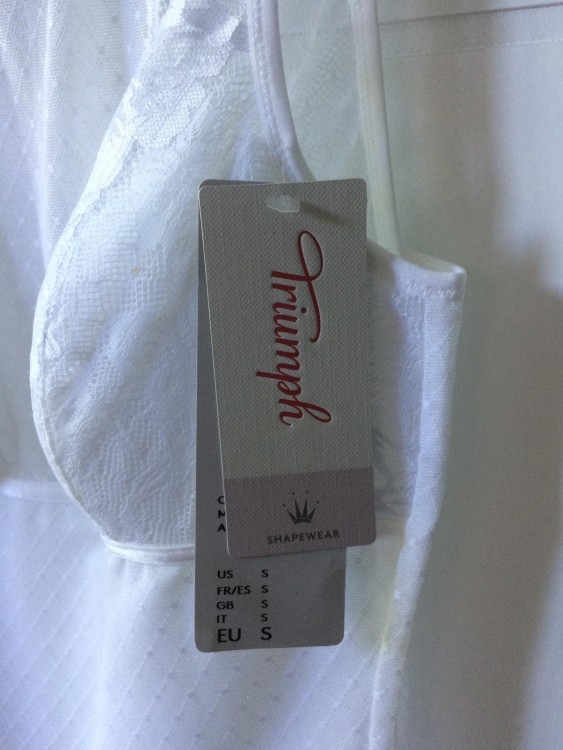 Triumph
SHAPEWEAR
US S
FR/ES S
GB S
IT S
EU S